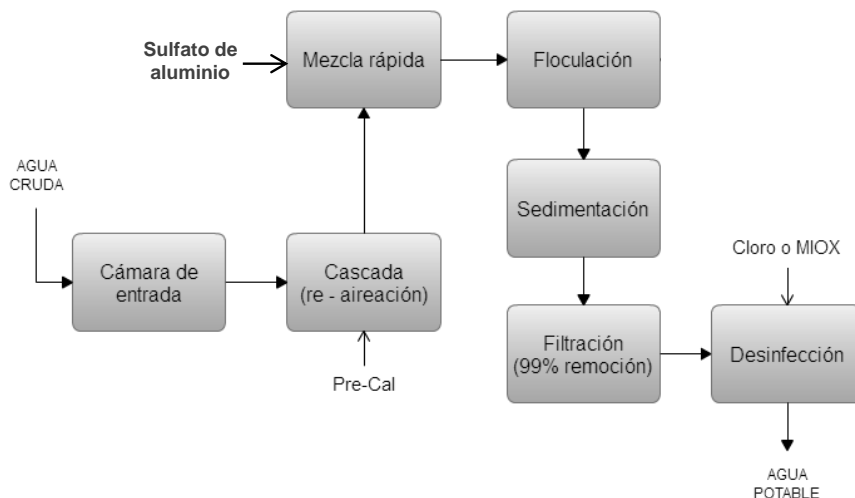 Sulfato de
aluminio
Mezcla rápida
Floculación
AGUA
CRUDA
Sedimentación
Cámara de
entrada
Cascada
(re - aireación)
Cloro o MIOX
Filtración
(99% remoción)
Desinfección
Pre-Cal
AGUA
POTABLE